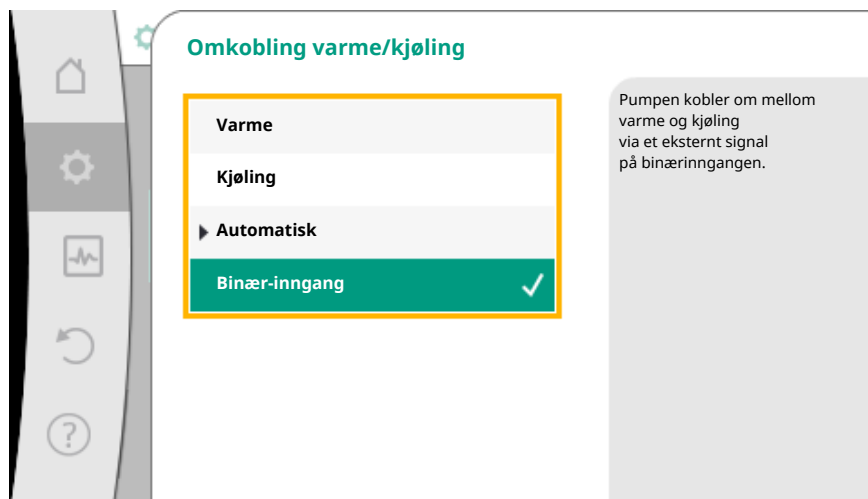 Omkobling varme/kjøling
Varme
Kjøling
Automatisk
Binær-inngang
Pumpen kobler om mellom
varme og kjøling
via et eksternt signal
på binærinngangen.
?